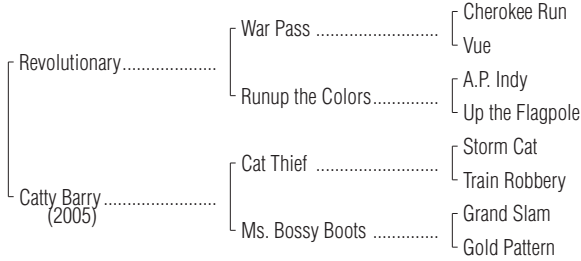 Cherokee Run
War Pass ............................
Vue
Revolutionary.....................
A.P. Indy
Runup the Colors...............
Up the Flagpole
Storm Cat
Cat Thief ............................
Train Robbery
Catty Barry .........................
(2005)
Grand Slam
Ms. Bossy Boots ...............
Gold Pattern